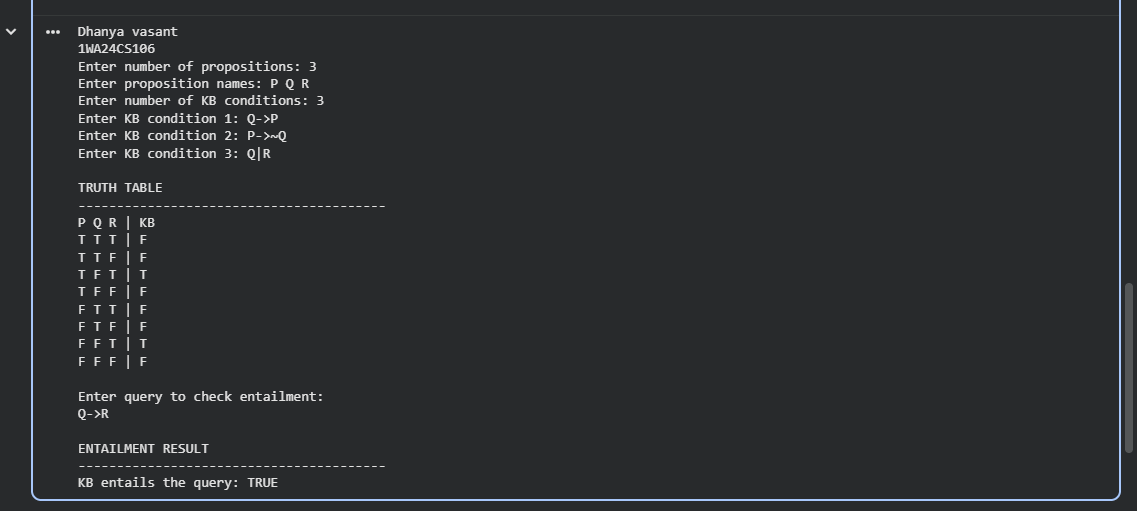 Dhanya vasant
1WA24CS106
Enter number of propositions: 3
Enter proposition names: P Q R
Enter number of KB conditions: 3
Enter KB condition 1: Q->P
Enter KB condition 2: P->~Q
Enter KB condition 3: Q|R
TRUTH TABLE
----------------------------------------
P Q R | KB
T T T | F
T T F | F
T F T | T
T F F | F
F T T | F
F T F | F
F F T | T
F F F | F
Enter query to check entailment:
Q->R
ENTAILMENT RESULT
----------------------------------------
KB entails the query: TRUE